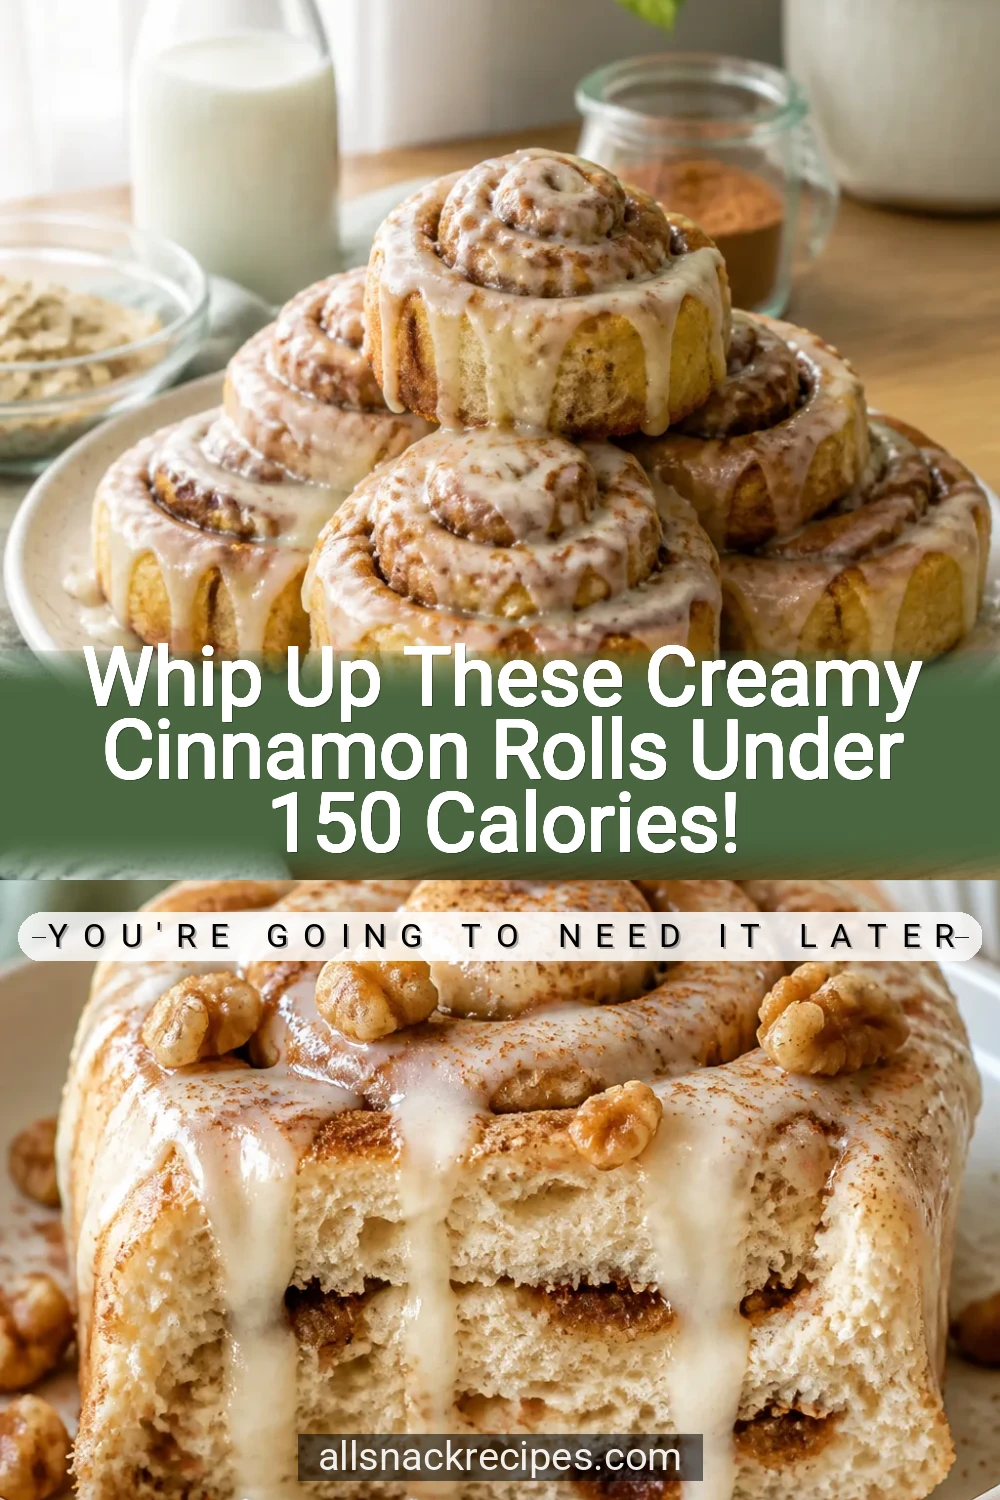 Whip Up These Creamy
Cinnamon Rolls Under
150 Calories!
-YOU'RE GOING TO NEED IT LATER-
allsnackrecipes.com